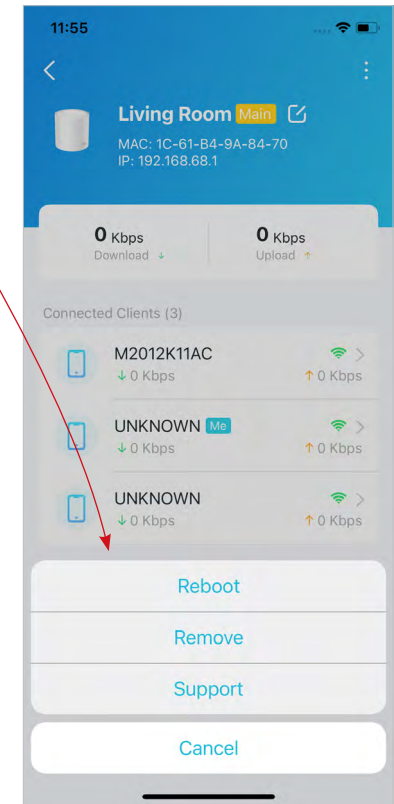 11:55
Living Room Main
MAC: 1C-61-B4-9A-84-70
IP: 192.168.68.1
0 Kbps 0 Kbps
Download ↓ Upload ↑
Connected Clients (3)
M2012K11AC
↓ 0 Kbps ↑ 0 Kbps
UNKNOWN Me
↓ 0 Kbps ↑ 0 Kbps
UNKNOWN
↓ 0 Kbps ↑ 0 Kbps
Reboot
Remove
Support
Cancel